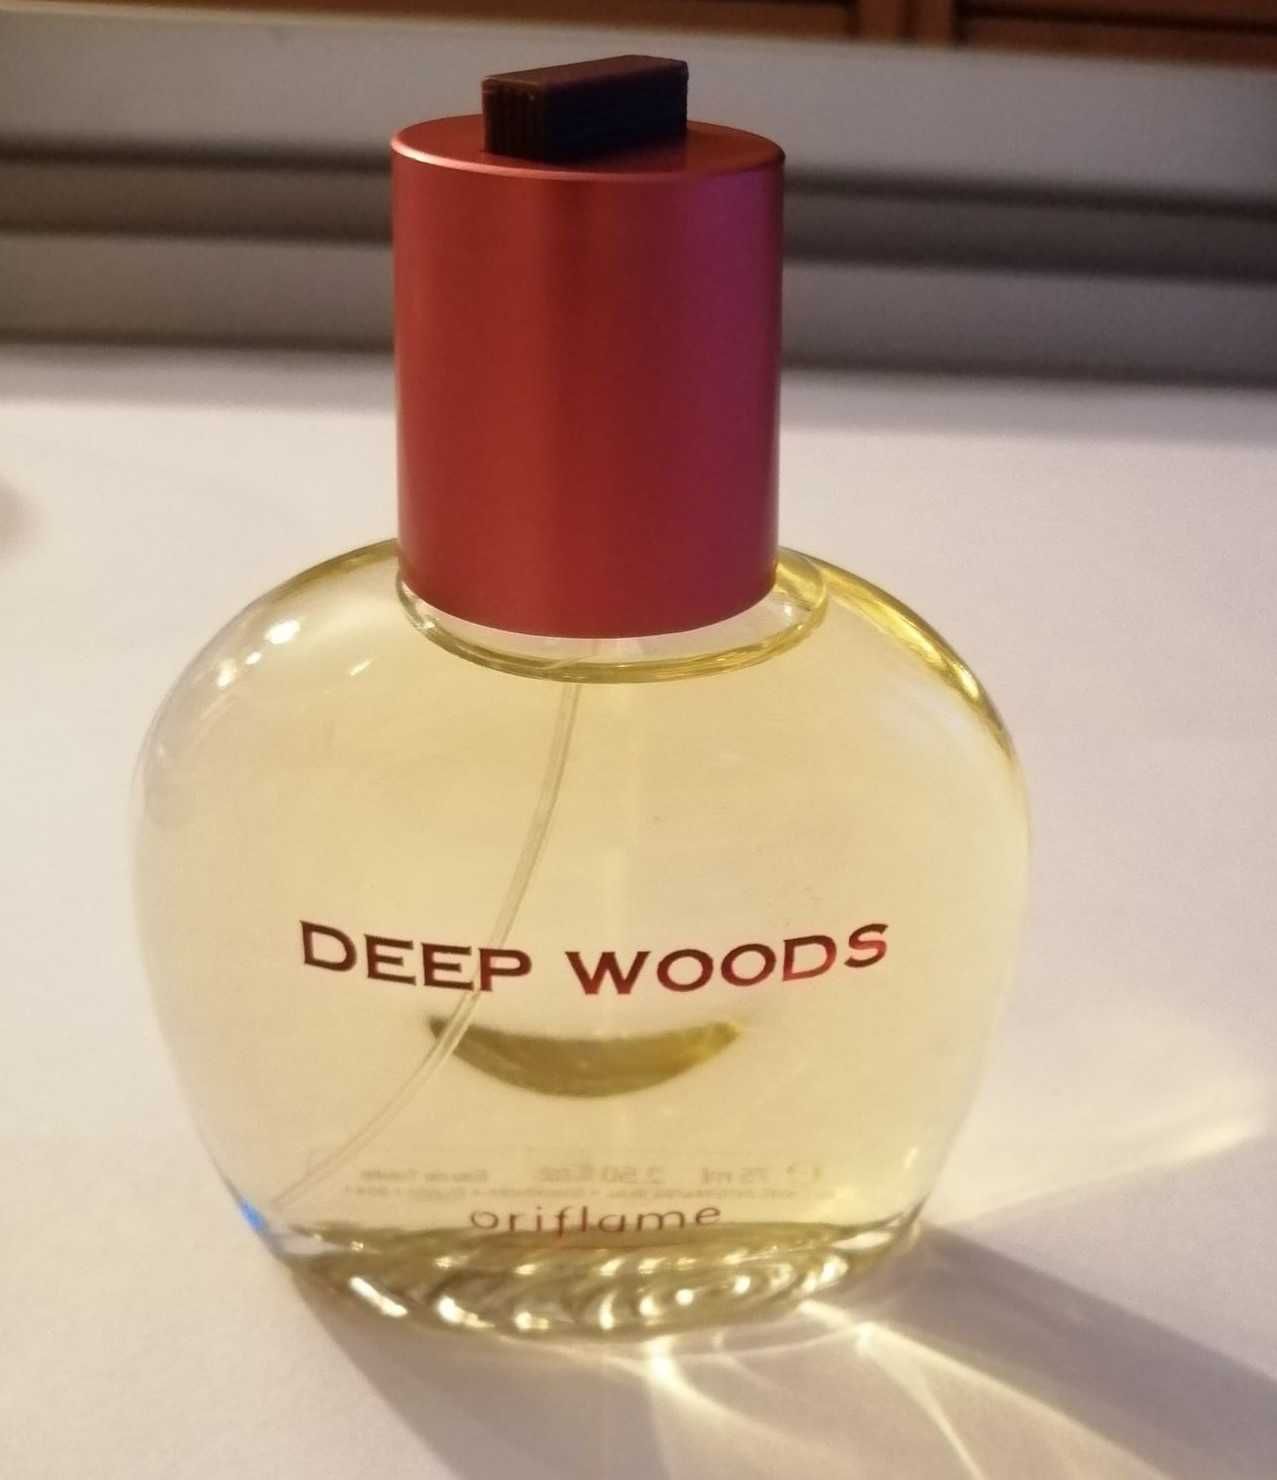 DEEP WOODS
75 ml 2.50 fl.oz. Eau de Toilette
oriflame